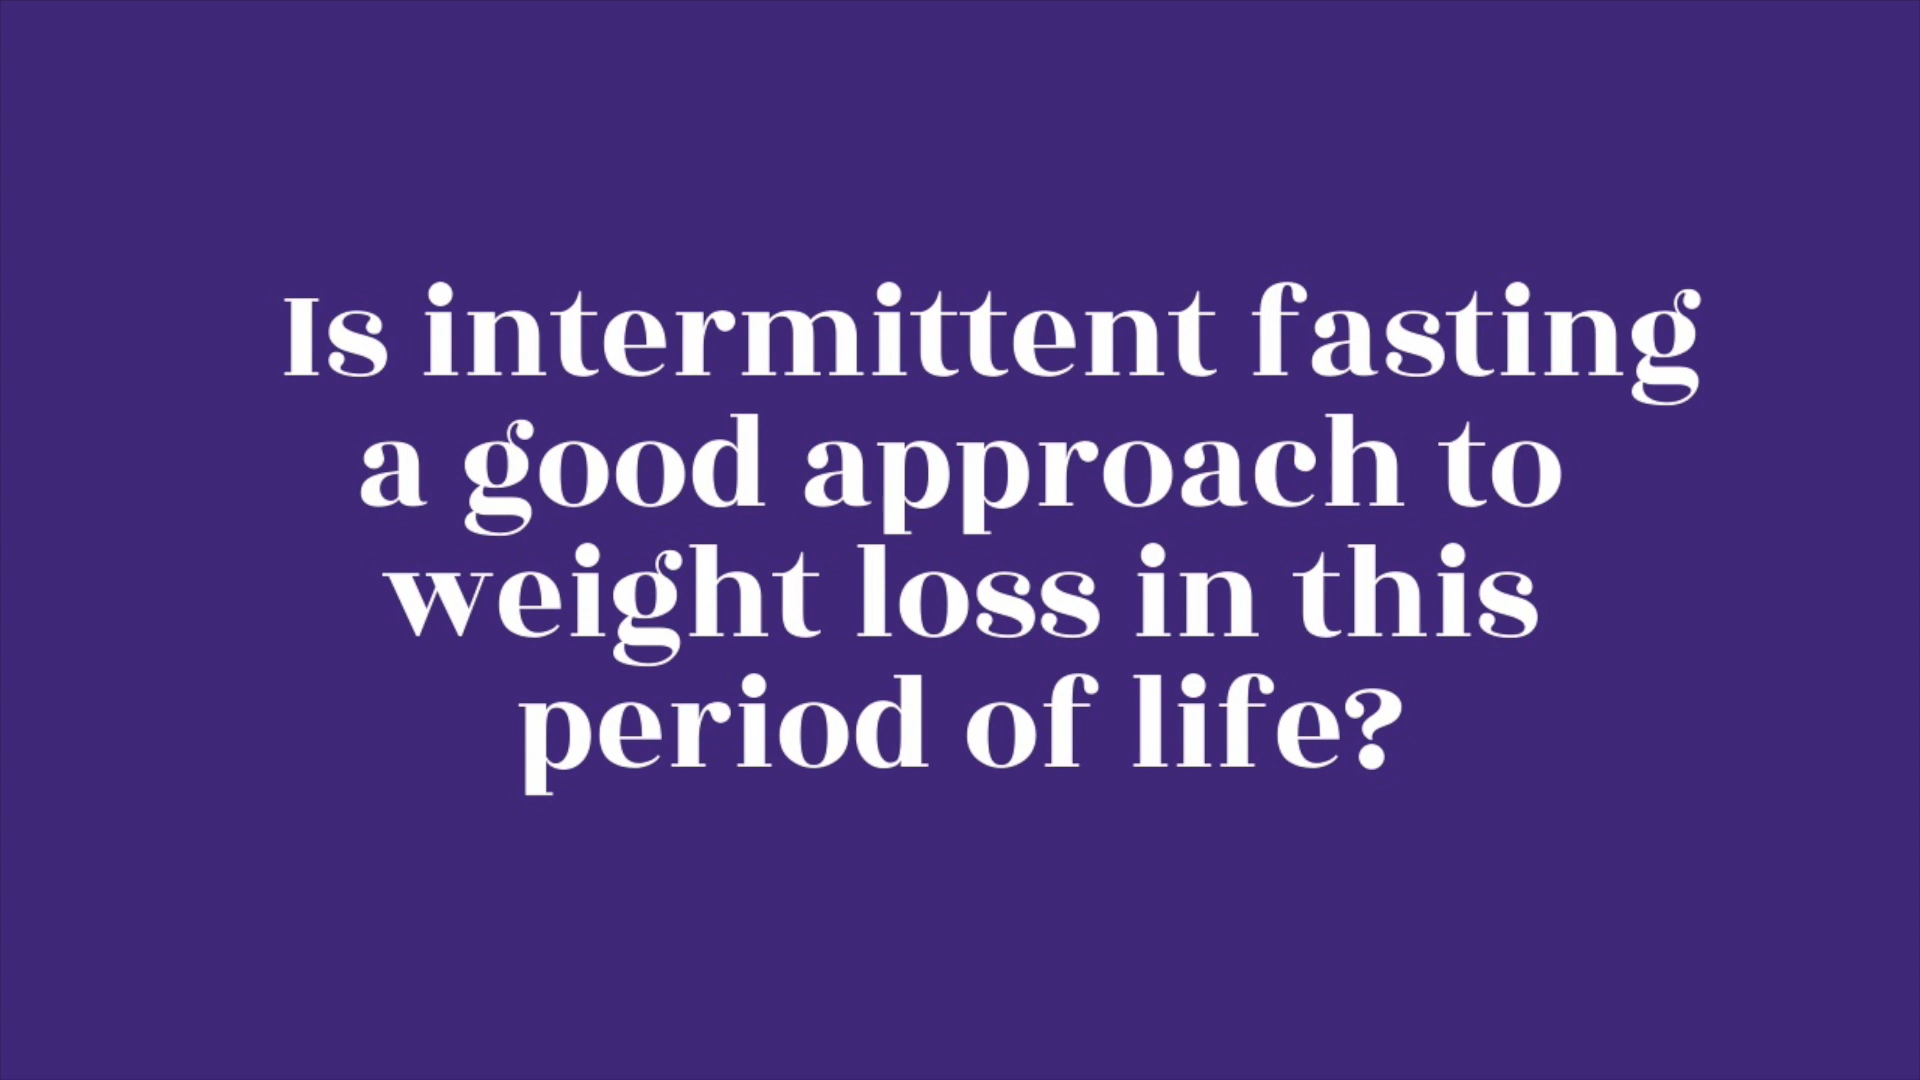 Is intermittent fasting
a good approach to
weight loss in this
period of life?